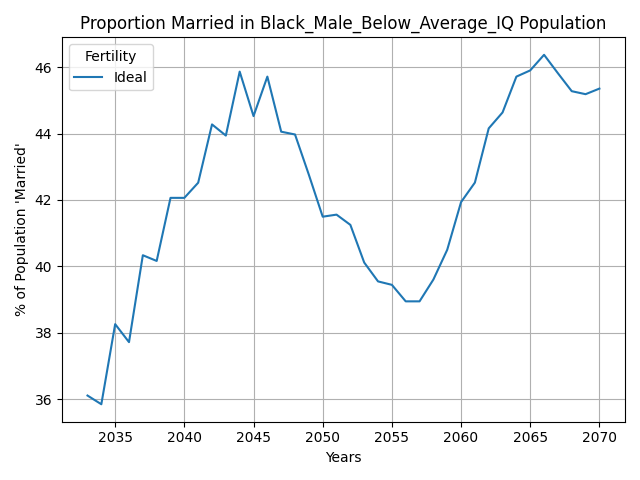 Proportion Married in Black_Male_Below_Average_IQ Population
Fertility
Ideal
% of Population 'Married'
46
44
42
40
38
36
2035 2040 2045 2050 2055 2060 2065 2070
Years